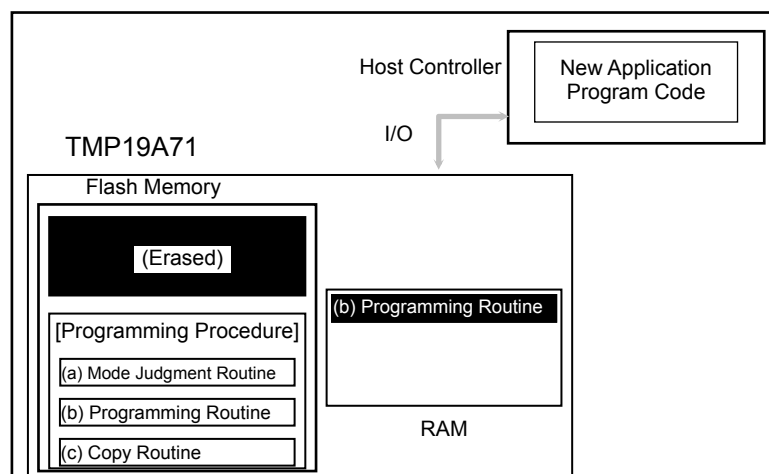 Host Controller
New Application
Program Code
I/O
TMP19A71
Flash Memory
(Erased)
[Programming Procedure]
(a) Mode Judgment Routine
(b) Programming Routine
(c) Copy Routine
(b) Programming Routine
RAM